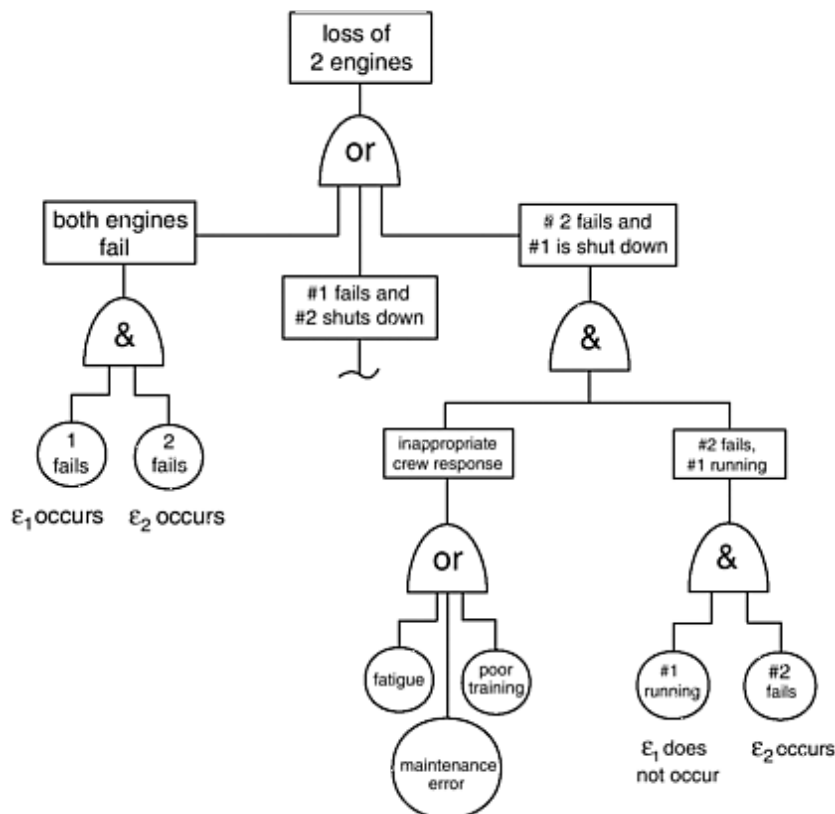 loss of
2 engines
or
both engines
fail
# 2 fails and
#1 is shut down
#1 fails and
#2 shuts down
&
&
1
fails
2
fails
inappropriate
crew response
#2 fails,
#1 running
ε1 occurs
ε2 occurs
or
&
fatigue
poor
training
#1
running
#2
fails
maintenance
error
ε1 does
not occur
ε2 occurs